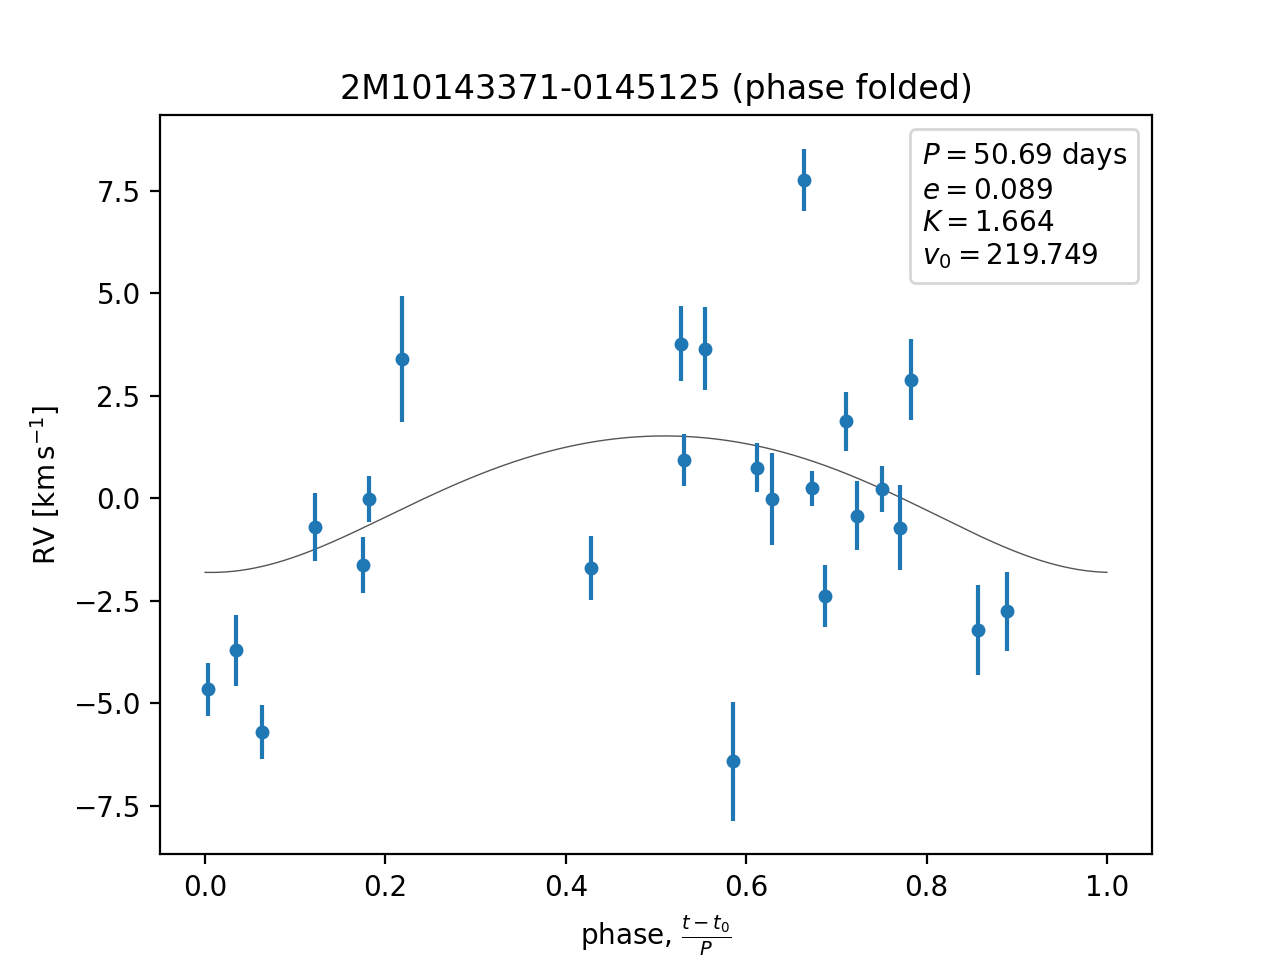 2M10143371-0145125 (phase folded)
P = 50.69 days
e = 0.089
K = 1.664
v₀ = 219.749
RV [km s⁻¹]
7.5
5.0
2.5
0.0
−2.5
−5.0
−7.5
0.0 0.2 0.4 0.6 0.8 1.0
phase, (t − t₀)/P